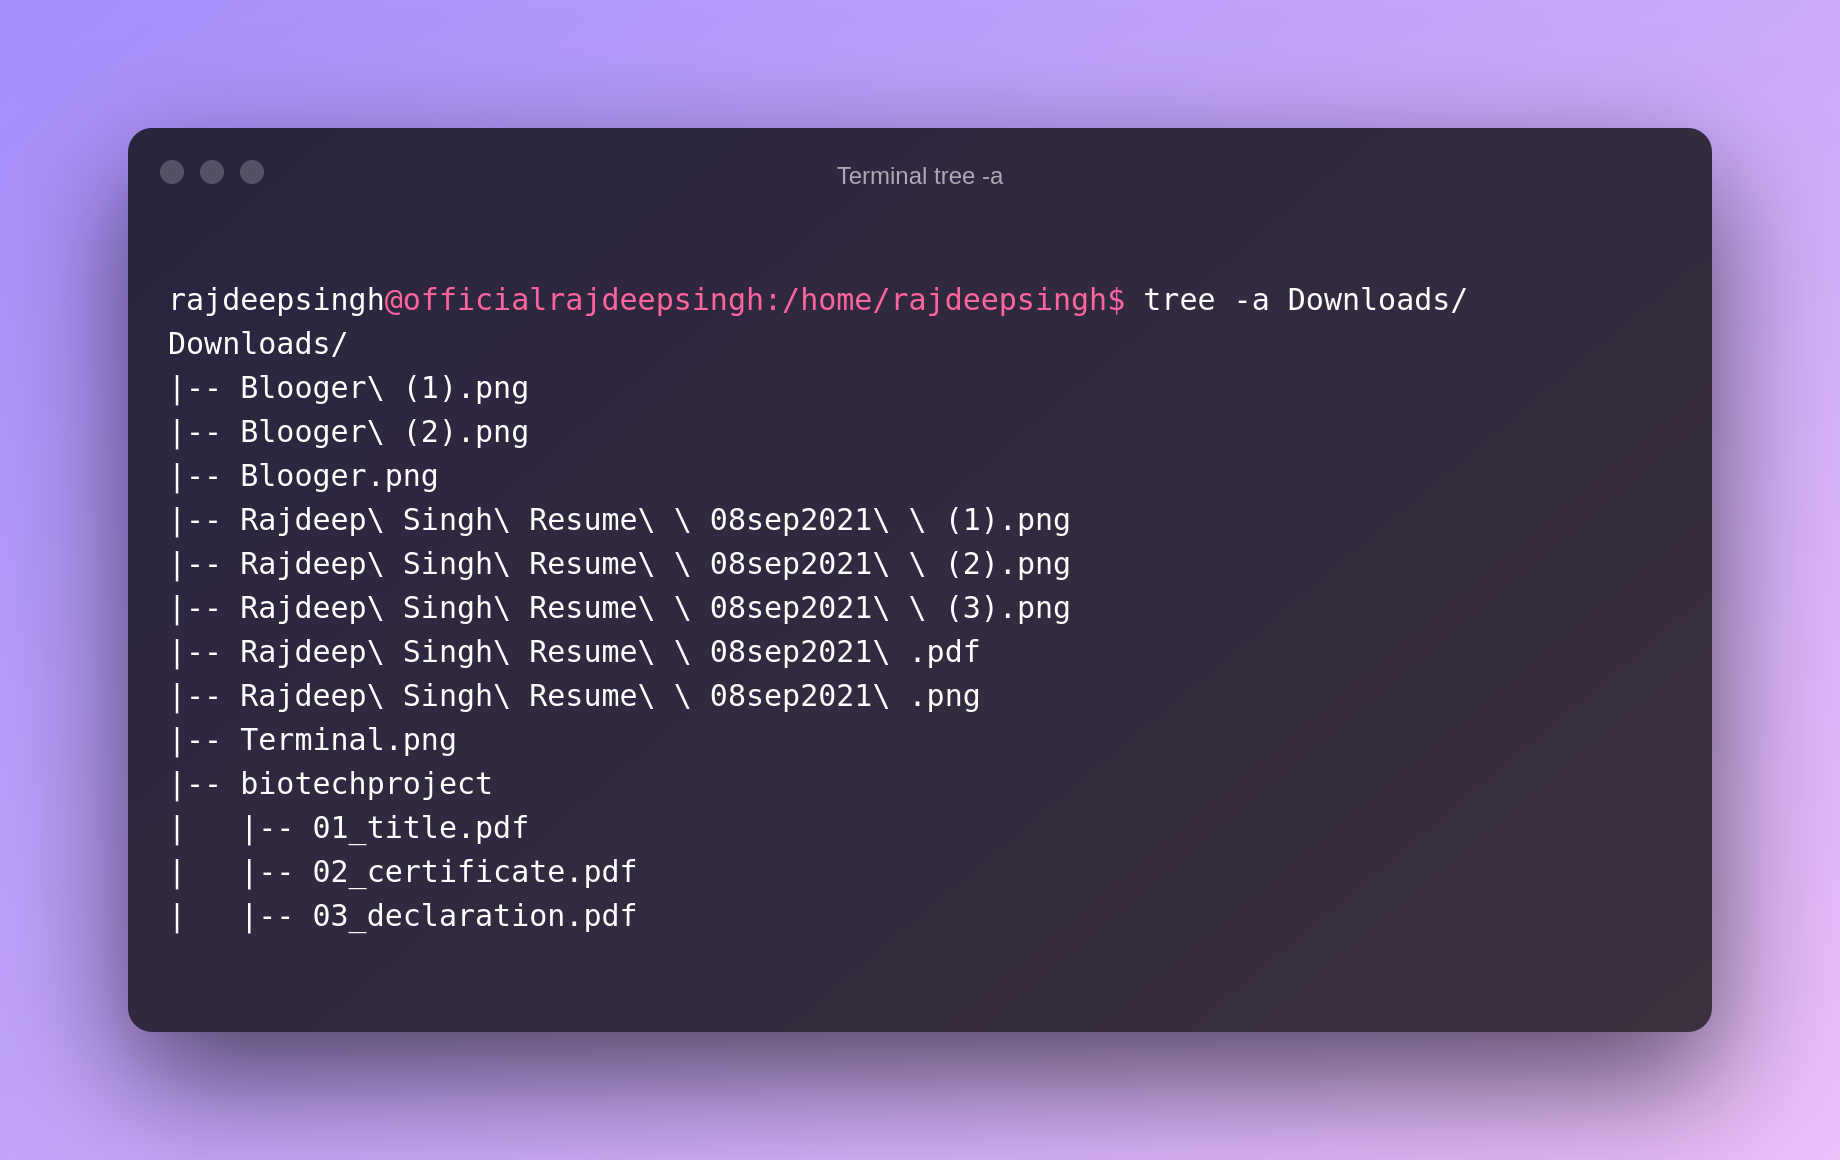 Terminal tree -a
rajdeepsingh@officialrajdeepsingh:/home/rajdeepsingh$ tree -a Downloads/
Downloads/
|-- Blooger\ (1).png
|-- Blooger\ (2).png
|-- Blooger.png
|-- Rajdeep\ Singh\ Resume\ \ 08sep2021\ \ (1).png
|-- Rajdeep\ Singh\ Resume\ \ 08sep2021\ \ (2).png
|-- Rajdeep\ Singh\ Resume\ \ 08sep2021\ \ (3).png
|-- Rajdeep\ Singh\ Resume\ \ 08sep2021\ .pdf
|-- Rajdeep\ Singh\ Resume\ \ 08sep2021\ .png
|-- Terminal.png
|-- biotechproject
|   |-- 01_title.pdf
|   |-- 02_certificate.pdf
|   |-- 03_declaration.pdf